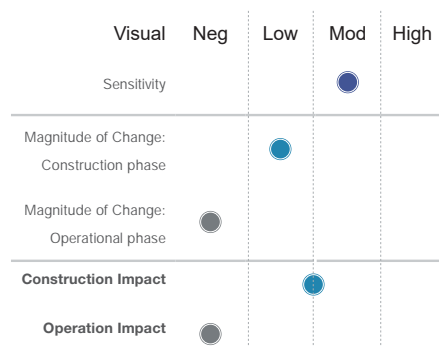 Visual Neg Low Mod High
Sensitivity
Magnitude of Change:
Construction phase
Magnitude of Change:
Operational phase
Construction Impact
Operation Impact